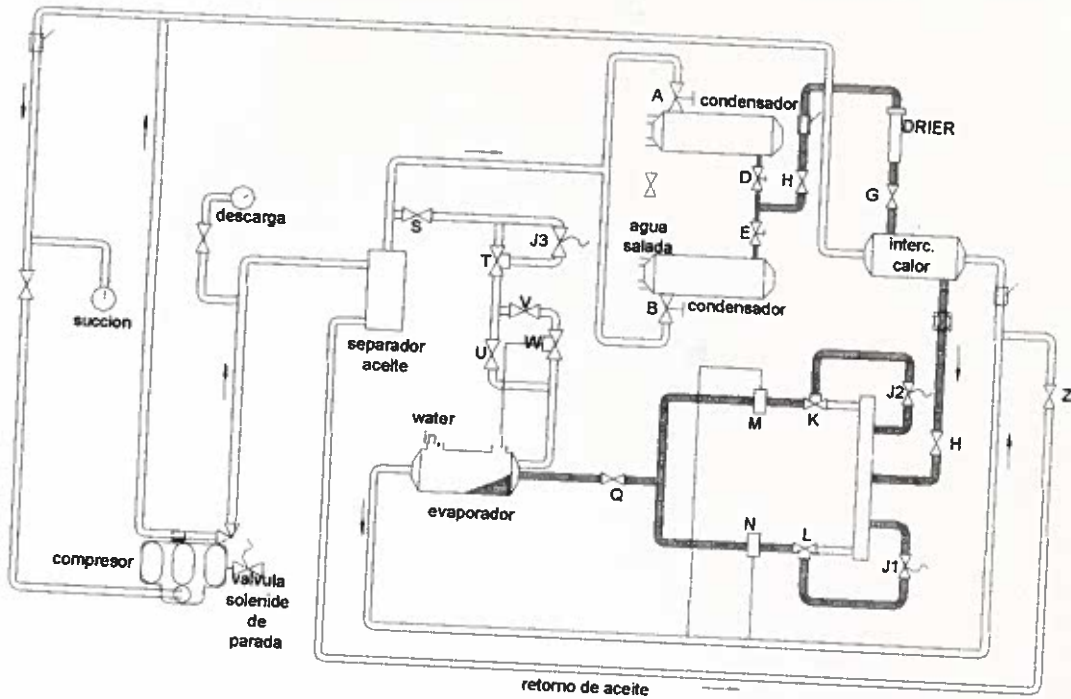 A
condensador
DRIER
D
H
G
descarga
S
J3
agua
salada
E
interc.
calor
T
succion
B
condensador
V
separador
aceite
U
W
J2
Z
water
in,
M
K
H
evaporador
Q
N
L
J1
compresor
valvula
solenide
de
parada
retorno de aceite